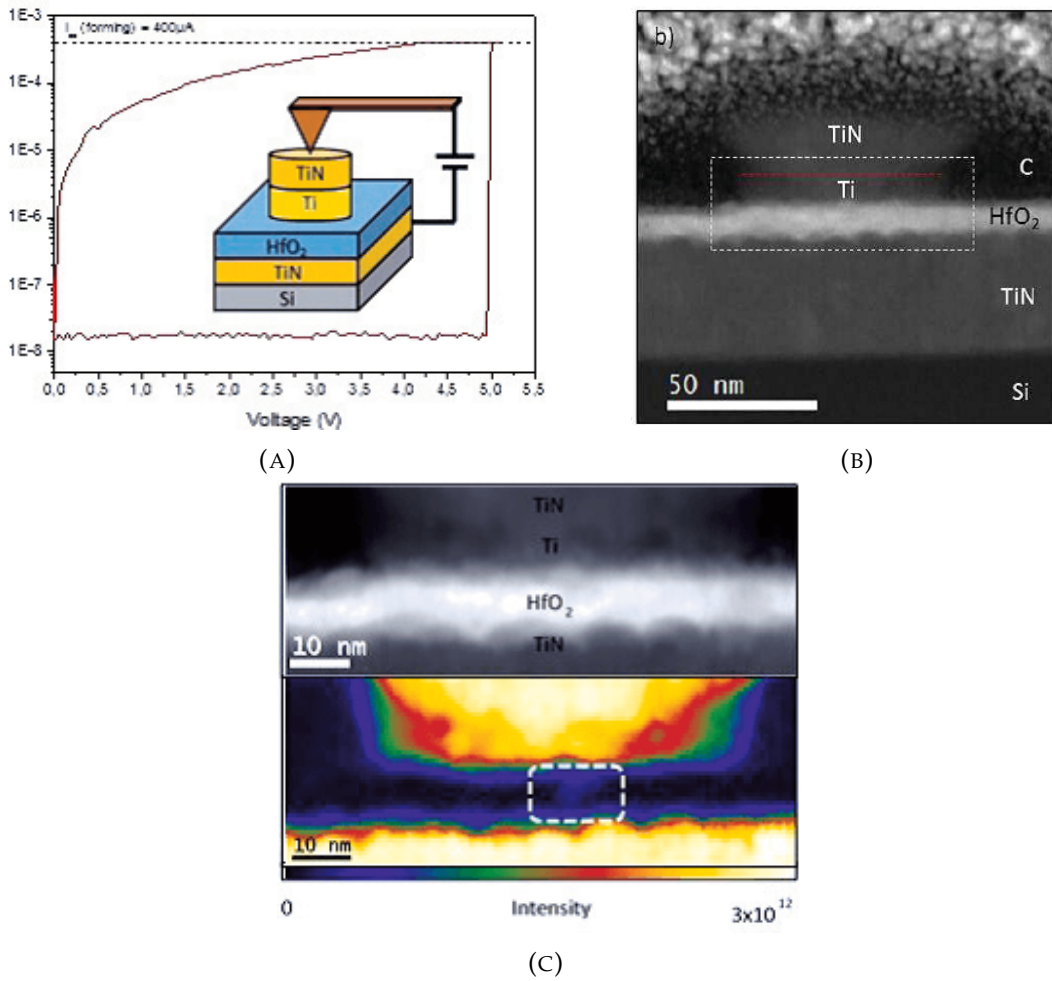 1E-3
I (forming) = 400µA
1E-4
1E-5
1E-6
1E-7
1E-8
TiN
Ti
HfO₂
TiN
Si
0,0 0,5 1,0 1,5 2,0 2,5 3,0 3,5 4,0 4,5 5,0 5,5
Voltage (V)
(A)
b)
TiN
C
Ti
HfO₂
TiN
50 nm
Si
(B)
TiN
Ti
HfO₂
10 nm
TiN
10 nm
0 Intensity 3x10¹²
(C)